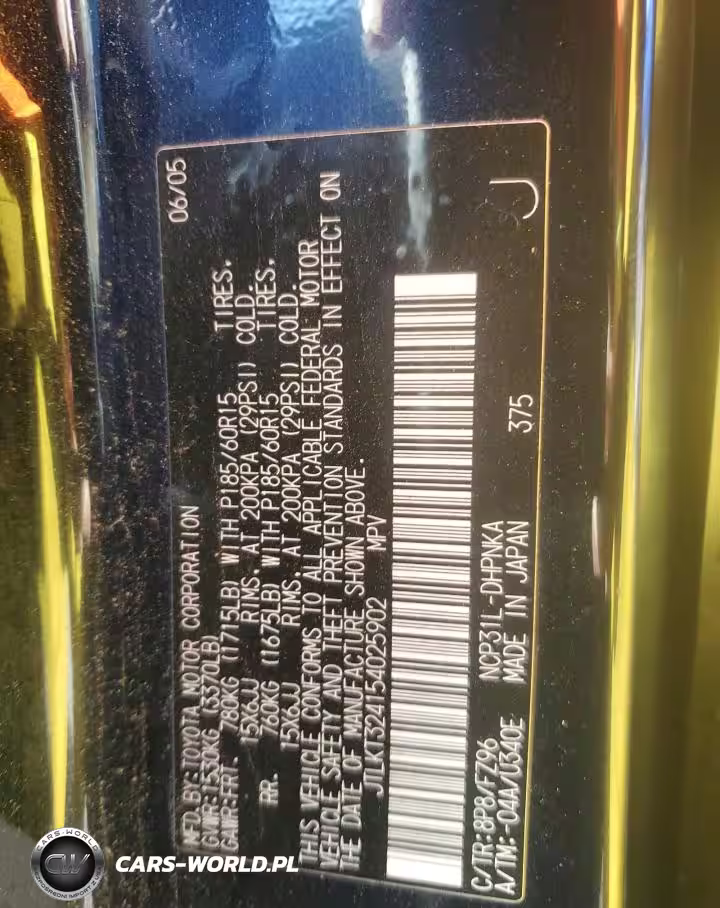 06/05
MFD. BY: TOYOTA MOTOR CORPORATION
GVWR: 1530KG (3370LB)
GAWR: FRT. 780KG (1715LB) WITH P185/60R15 TIRES.
15X6JJ RIMS. AT 200KPA (29PSI) COLD.
RR. 760KG (1675LB) WITH P185/60R15 TIRES.
15X6JJ RIMS. AT 200KPA (29PSI) COLD.
THIS VEHICLE CONFORMS TO ALL APPLICABLE FEDERAL MOTOR
VEHICLE SAFETY AND THEFT PREVENTION STANDARDS IN EFFECT ON
THE DATE OF MANUFACTURE SHOWN ABOVE.
JTLKT324154025902 MPV
C/TR: 8P8/FZ96 NCP31L-DHPNKA
A/TM: -04A/U340E MADE IN JAPAN 375 J
CARS-WORLD.PL
CARS-WORLD
CW